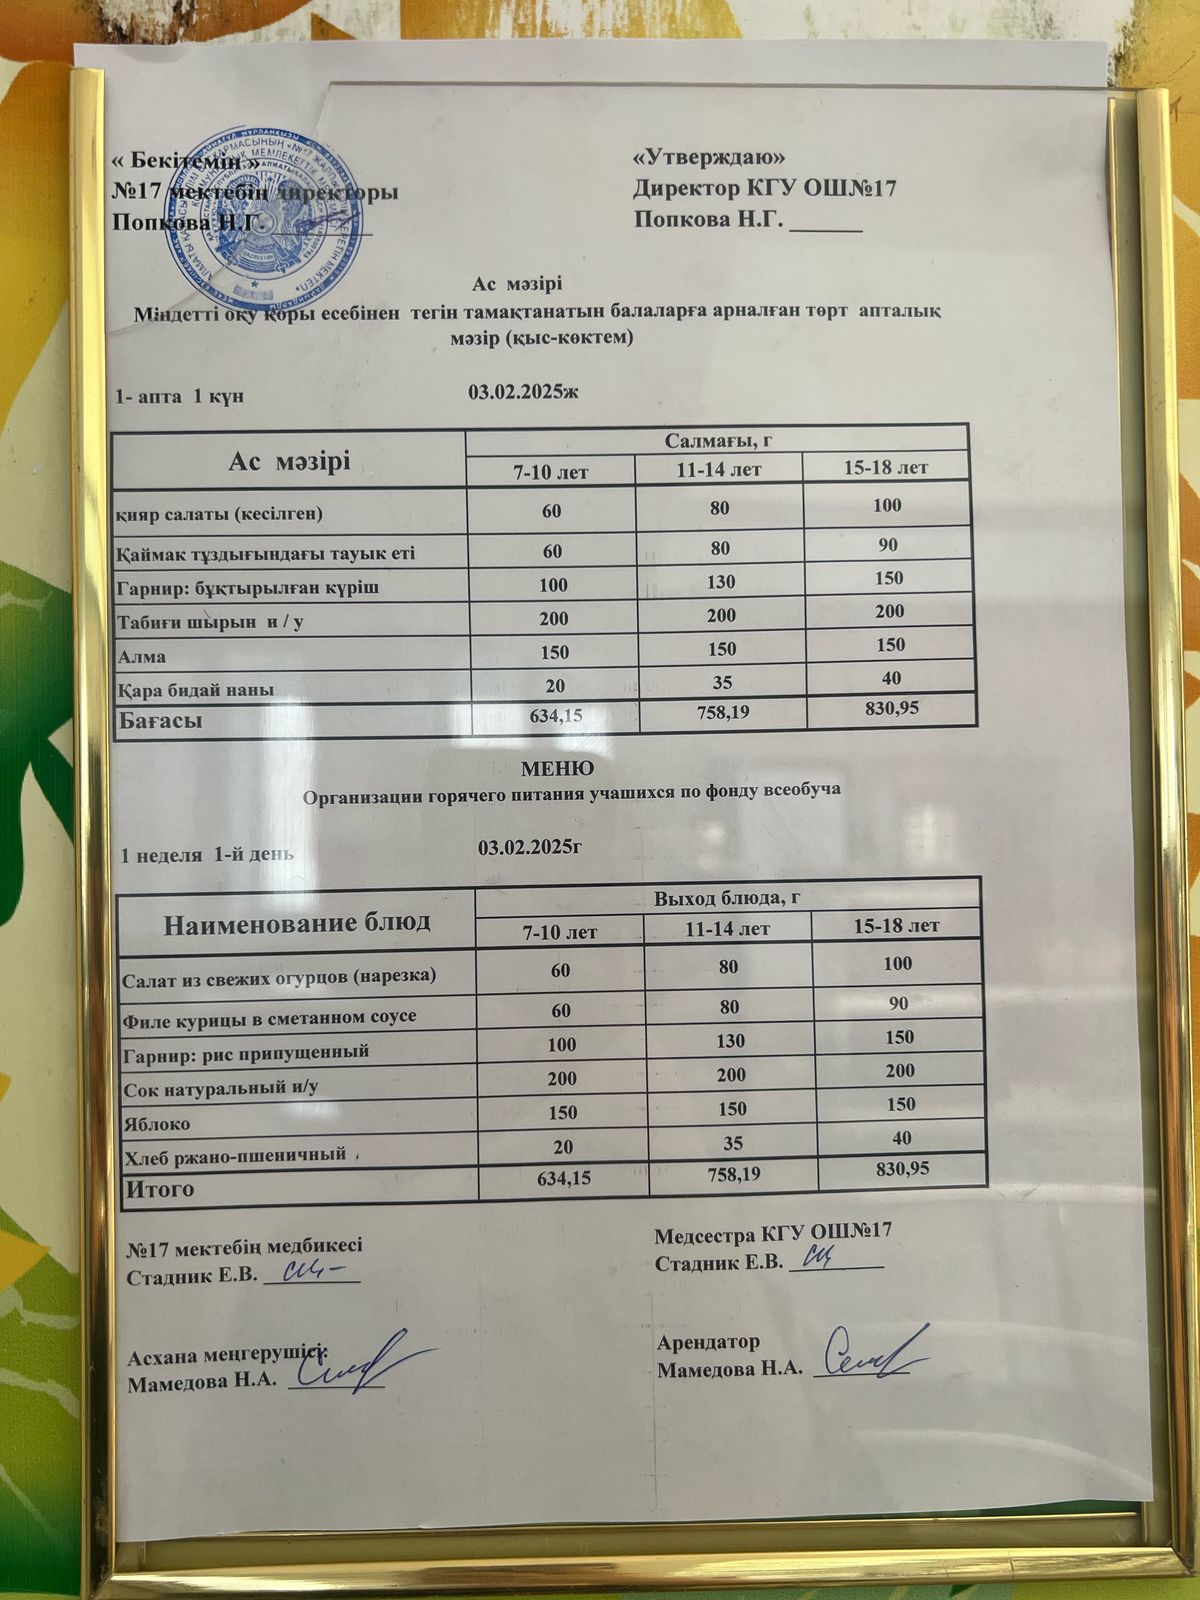 « Бекітемін »
№17 мектебің директоры
Попкова Н.Г. ______
«Утверждаю»
Директор КГУ ОШ№17
Попкова Н.Г. ______
Ас мәзірі
Міндетті оқу қоры есебінен тегін тамақтанатын балаларға арналған төрт апталық
мәзір (қыс-көктем)
1- апта 1 күн 03.02.2025ж
Ас мәзірі Салмағы, г
7-10 лет 11-14 лет 15-18 лет
қияр салаты (кесілген) 60 80 100
Қаймак тұздығындағы тауык еті 60 80 90
Гарнир: бұқтырылған күріш 100 130 150
Табиғи шырын и / у 200 200 200
Алма 150 150 150
Қара бидай наны 20 35 40
Бағасы 634,15 758,19 830,95
МЕНЮ
Организации горячего питания учашихся по фонду всеобуча
1 неделя 1-й день 03.02.2025г
Наименование блюд Выход блюда, г
7-10 лет 11-14 лет 15-18 лет
Салат из свежих огурцов (нарезка) 60 80 100
Филе курицы в сметанном соусе 60 80 90
Гарнир: рис припущенный 100 130 150
Сок натуральный и/у 200 200 200
Яблоко 150 150 150
Хлеб ржано-пшеничный 20 35 40
Итого 634,15 758,19 830,95
№17 мектебің медбикесі
Стадник Е.В. ______
Медсестра КГУ ОШ№17
Стадник Е.В. ______
Асхана меңгерушісі:
Мамедова Н.А. ______
Арендатор
Мамедова Н.А. ______